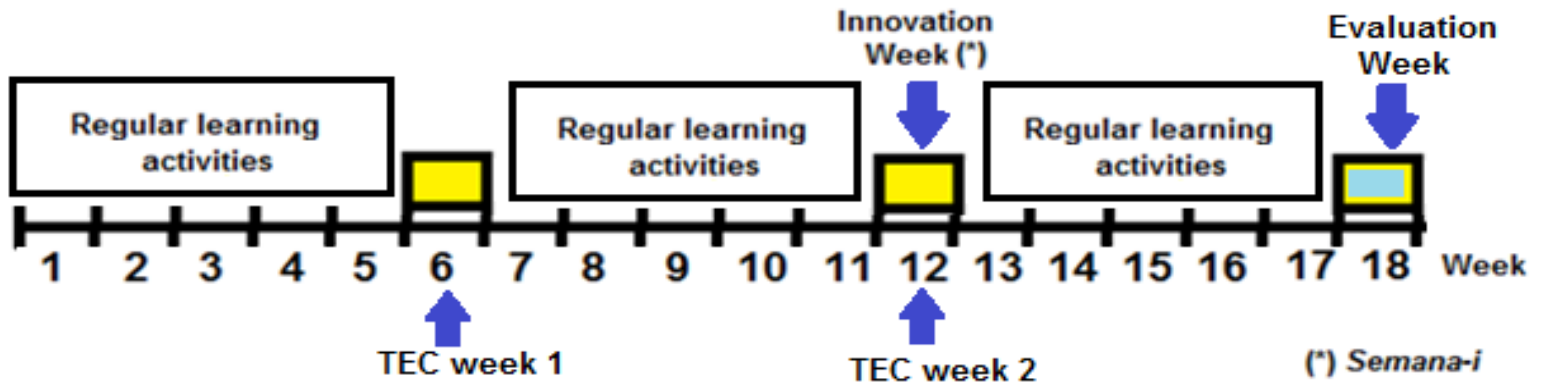 Innovation
Week (*)
Evaluation
Week
Regular learning
activities
Regular learning
activities
Regular learning
activities
1 2 3 4 5 6 7 8 9 10 11 12 13 14 15 16 17 18 Week
TEC week 1
TEC week 2
(*) Semana-i